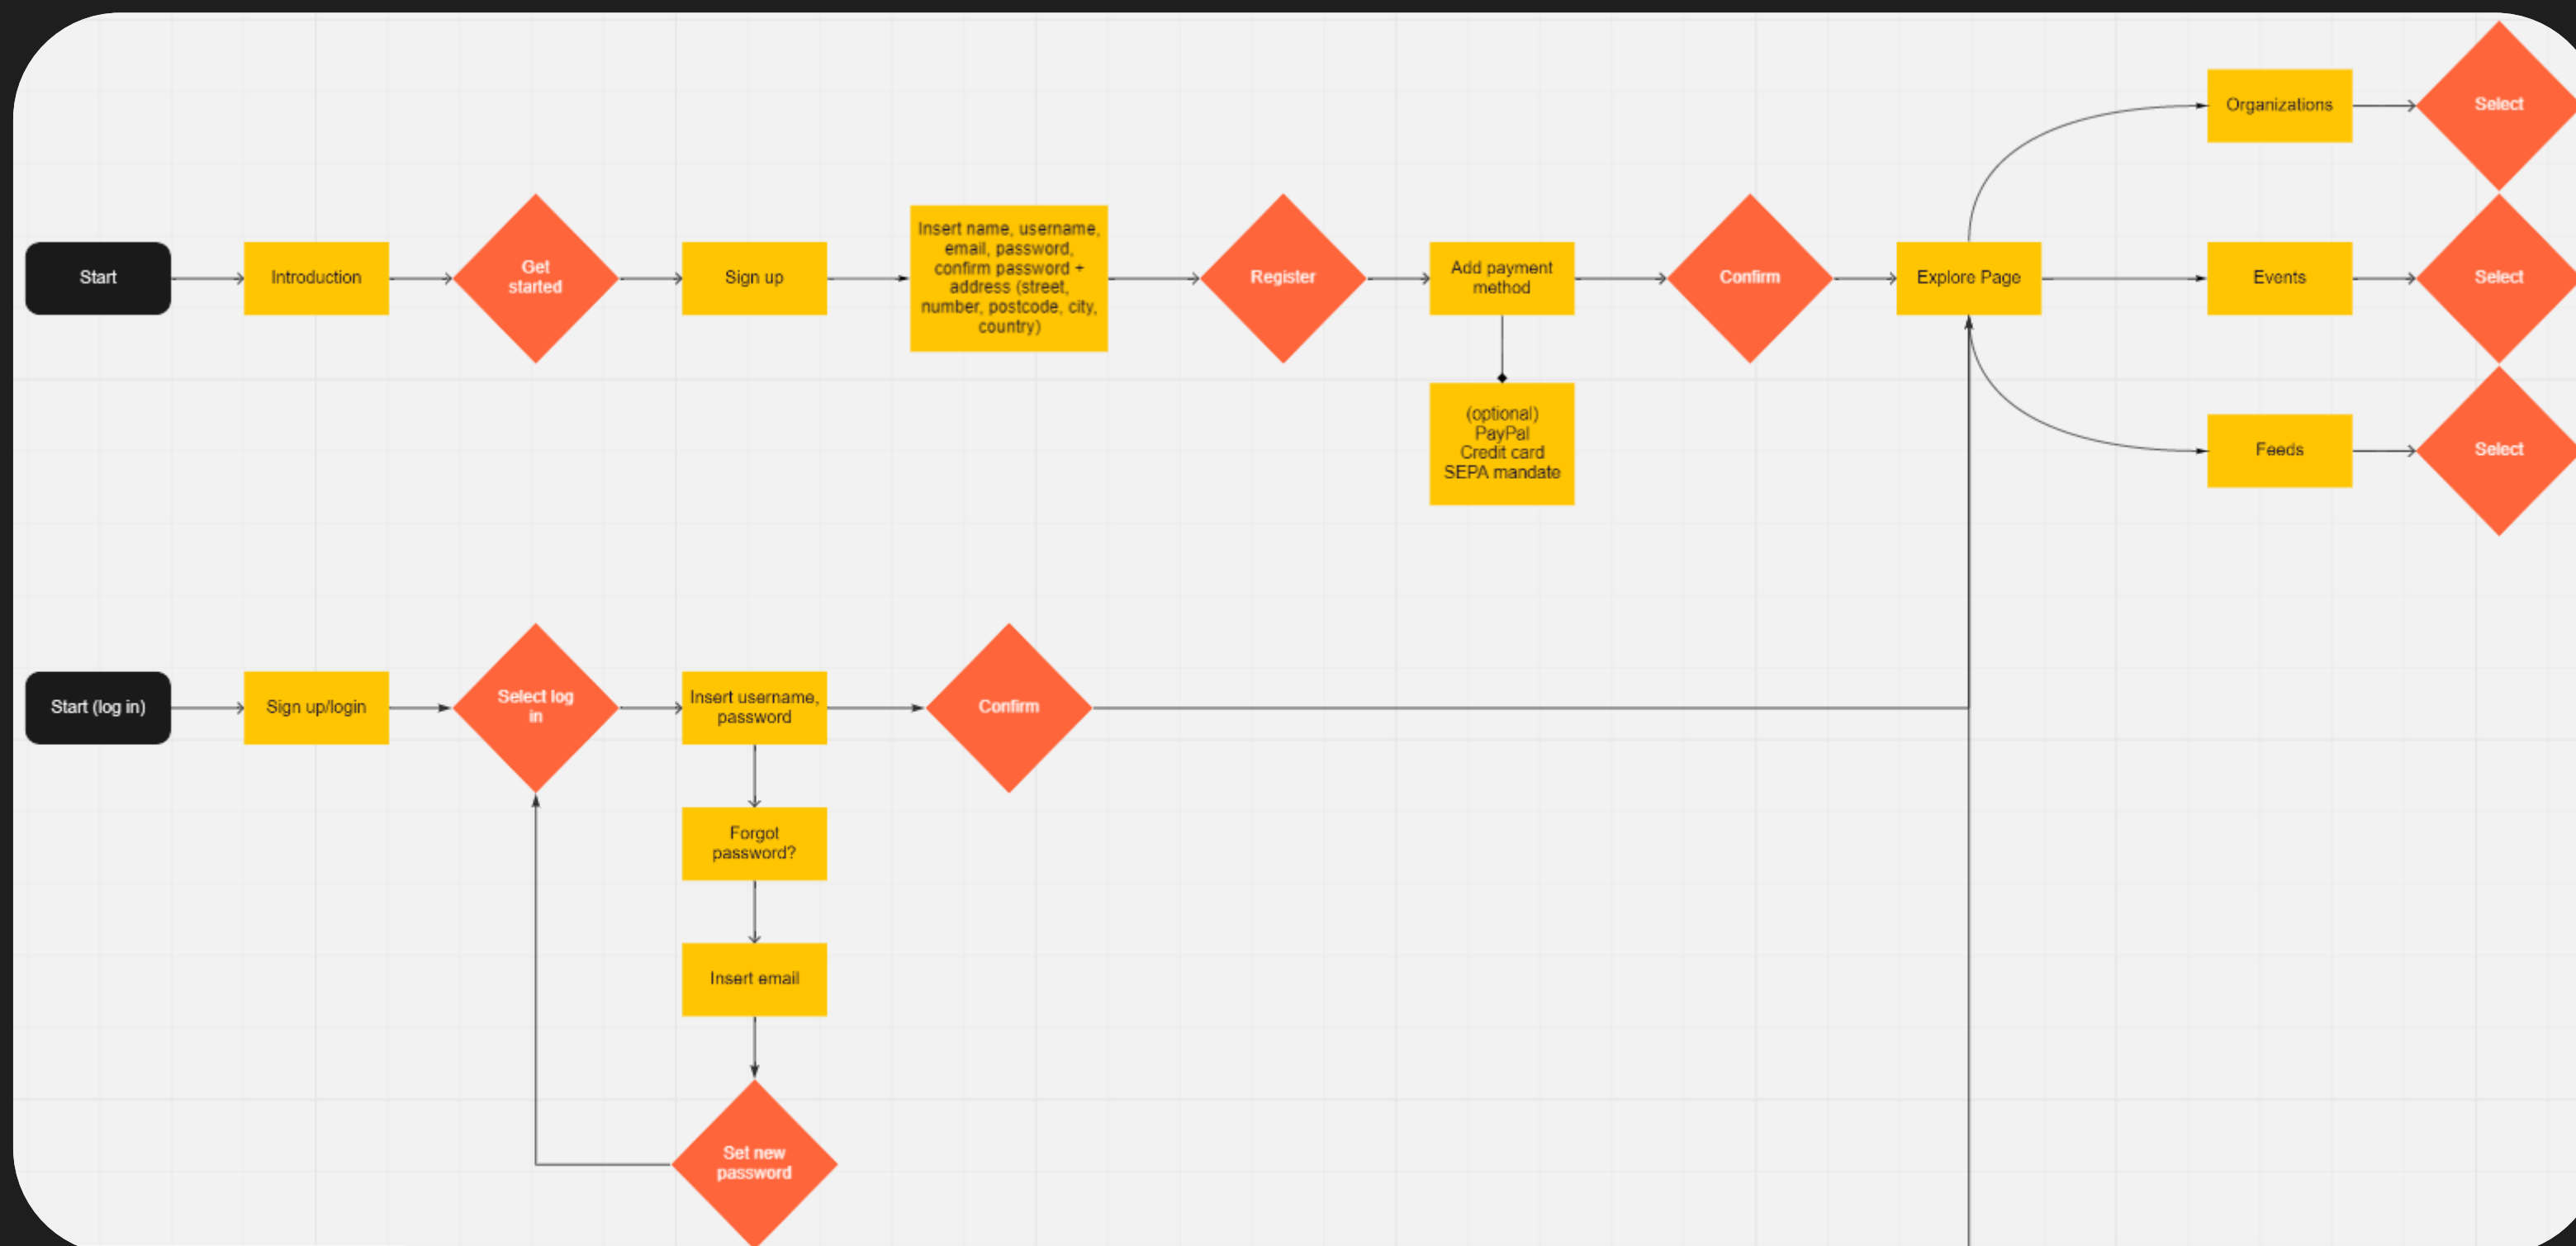 Organizations
Select
Start
Introduction
Get
started
Sign up
Insert name, username,
email, password,
confirm password +
address (street,
number, postcode, city,
country)
Register
Add payment
method
Confirm
Explore Page
Events
Select
(optional)
PayPal
Credit card
SEPA mandate
Feeds
Select
Start (log in)
Sign up/login
Select log
in
Insert username,
password
Confirm
Forgot
password?
Insert email
Set new
password